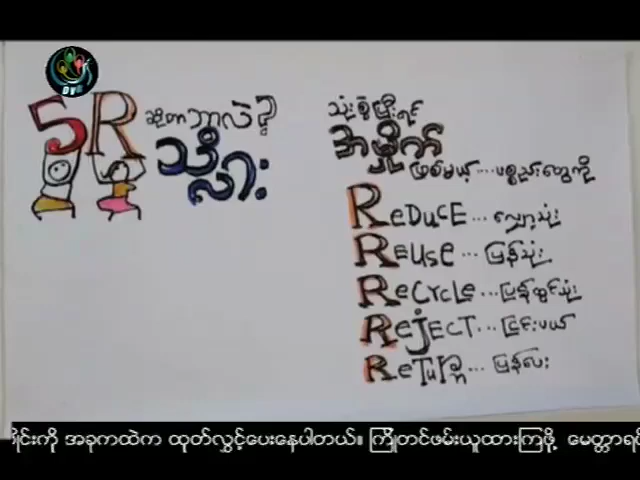 DVB
5R ဆိုတာ ဘာလဲ ?
သိလား
သုံးစွဲပြီးရင်
အမှိုက်
ဖြစ်မယ့်...ပစ္စည်းတွေကို
ReDucE... လျှော့သုံး
REUse... ပြန်သုံး
ReCYcLe...ပြန်ထွင်သုံး
ReJECT... ငြင်းပယ်
ReTuRn... ပြန်ပေး
အခုကထဲက ထုတ်လွှင့်ပေးနေပါတယ်။ ကြိုတင်ဖမ်းယူထားကြဖို့ မေတ္တာရပ်